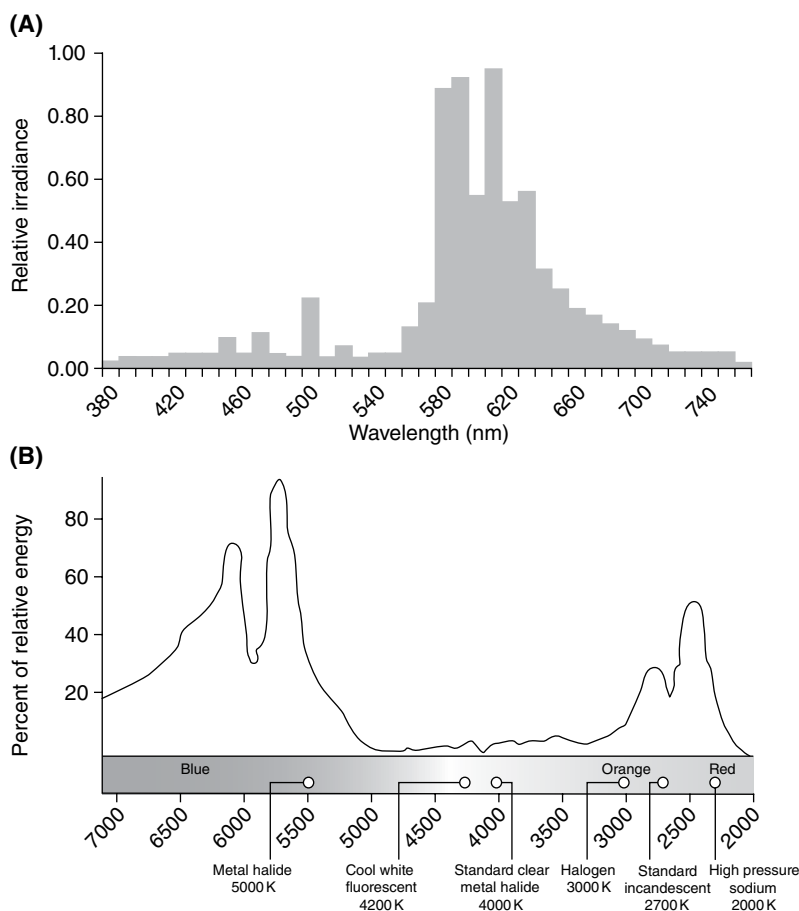 (A)
1.00
0.80
0.60
0.40
0.20
0.00
Relative irradiance
380 420 460 500 540 580 620 660 700 740
Wavelength (nm)
(B)
80
60
40
20
Percent of relative energy
Blue Orange Red
7000 6500 6000 5500 5000 4500 4000 3500 3000 2500 2000
Metal halide
5000 K
Cool white
fluorescent
4200 K
Standard clear
metal halide
4000 K
Halogen
3000 K
Standard
incandescent
2700 K
High pressure
sodium
2000 K